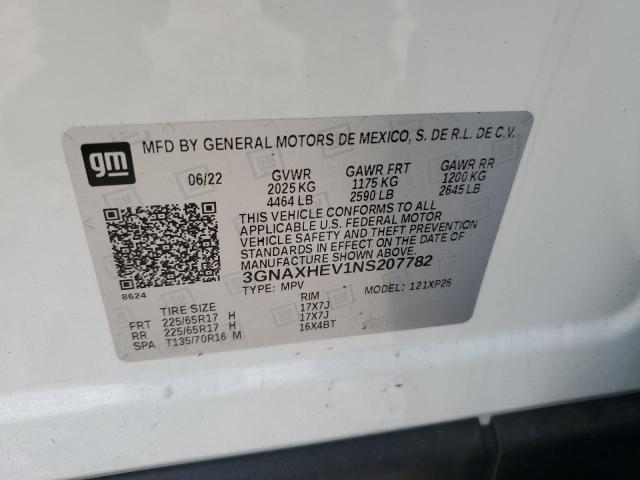 gm
MFD BY GENERAL MOTORS DE MEXICO, S. DE R.L. DE C.V.
06/22 GVWR GAWR FRT GAWR RR
2025 KG 1175 KG 1200 KG
4464 LB 2590 LB 2645 LB
THIS VEHICLE CONFORMS TO ALL
APPLICABLE U.S. FEDERAL MOTOR
VEHICLE SAFETY AND THEFT PREVENTION
STANDARDS IN EFFECT ON THE DATE OF
MANUFACTURE SHOWN ABOVE.
3GNAXHEV1NS207782
8624 TYPE: MPV MODEL: 121XP26
TIRE SIZE RIM
FRT 225/65R17 H 17X7J
RR 225/65R17 H 17X7J
SPA T135/70R16 M 16X4BT